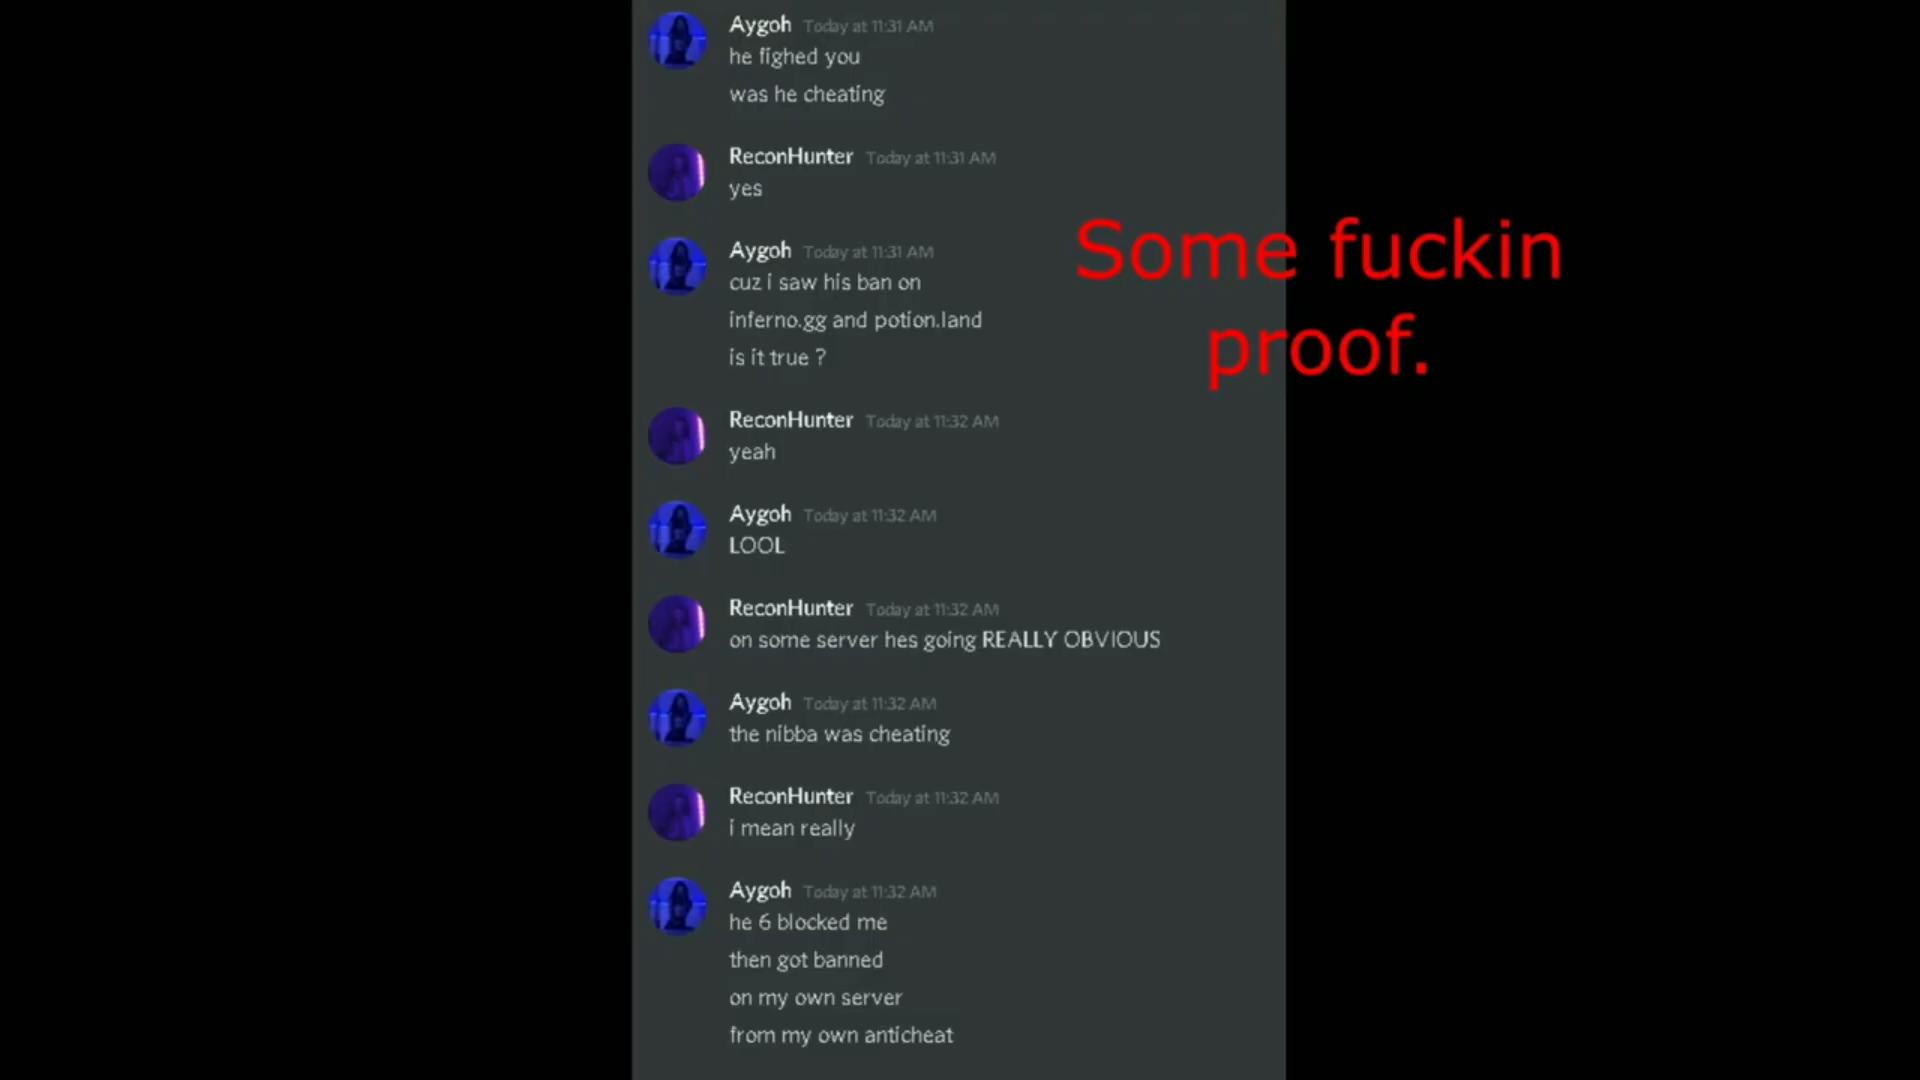 Aygoh Today at 11:31 AM
he fighed you
was he cheating
ReconHunter Today at 11:31 AM
yes
Aygoh Today at 11:31 AM
cuz i saw his ban on
inferno.gg and potion.land
is it true ?
ReconHunter Today at 11:32 AM
yeah
Aygoh Today at 11:32 AM
LOOL
ReconHunter Today at 11:32 AM
on some server hes going REALLY OBVIOUS
Aygoh Today at 11:32 AM
the nibba was cheating
ReconHunter Today at 11:32 AM
i mean really
Aygoh Today at 11:32 AM
he 6 blocked me
then got banned
on my own server
from my own anticheat
Some fuckin
proof.